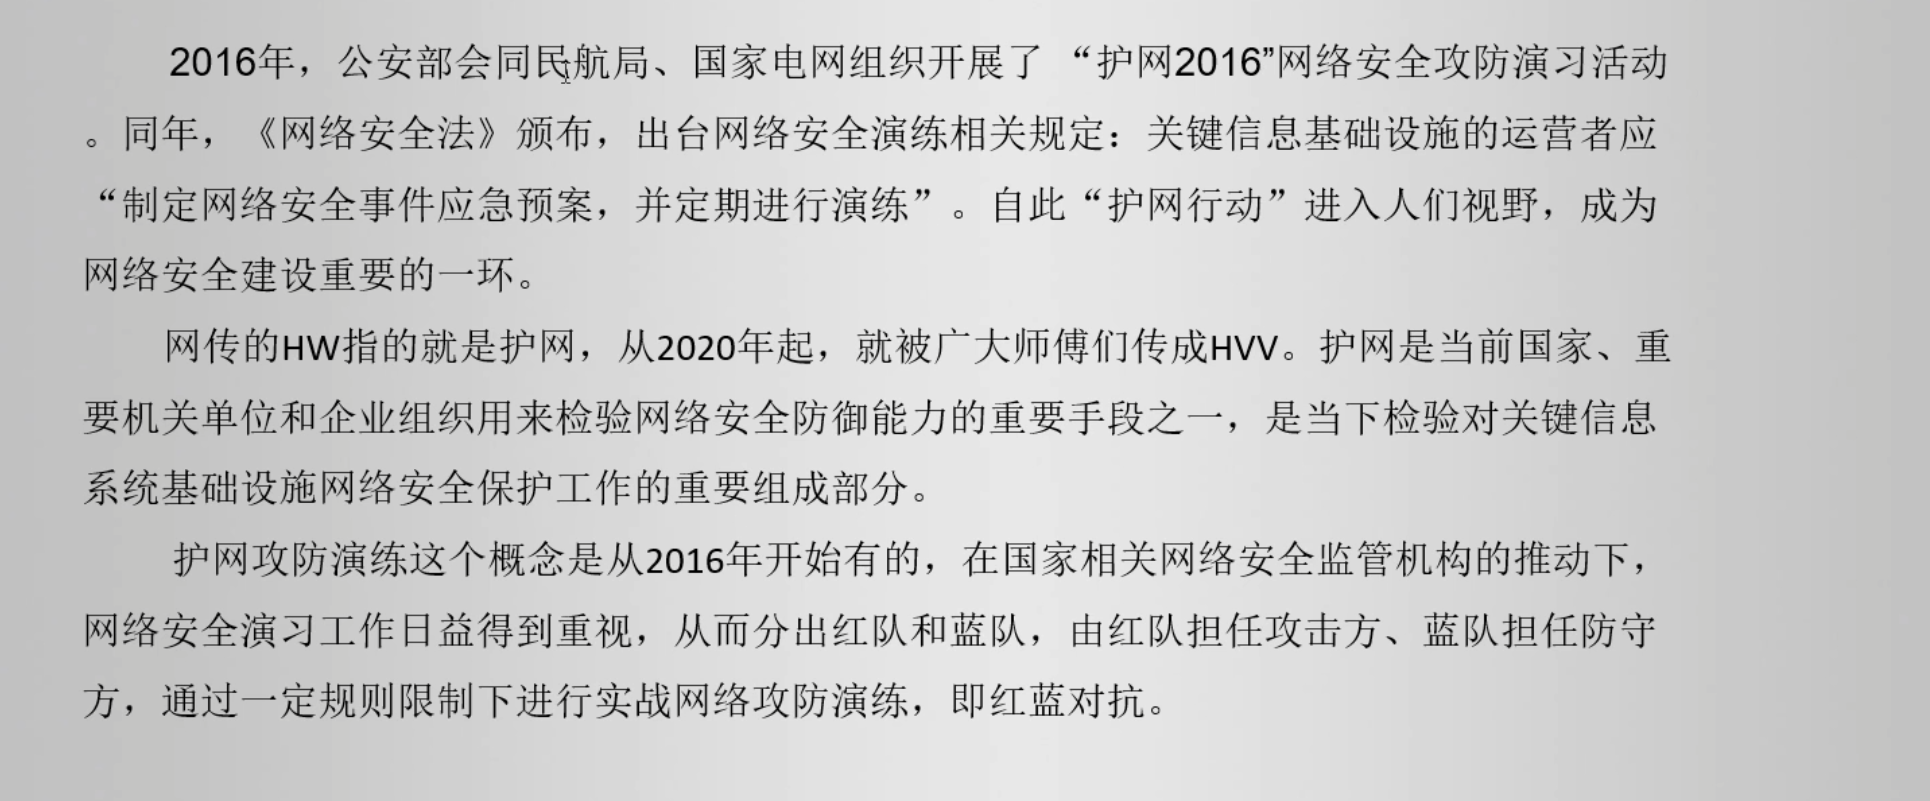 2016年，公安部会同民航局、国家电网组织开展了 “护网2016”网络安全攻防演习活动
。同年，《网络安全法》颁布，出台网络安全演练相关规定：关键信息基础设施的运营者应
“制定网络安全事件应急预案，并定期进行演练”。自此“护网行动”进入人们视野，成为
网络安全建设重要的一环。
网传的HW指的就是护网，从2020年起，就被广大师傅们传成HVV。护网是当前国家、重
要机关单位和企业组织用来检验网络安全防御能力的重要手段之一，是当下检验对关键信息
系统基础设施网络安全保护工作的重要组成部分。
护网攻防演练这个概念是从2016年开始有的，在国家相关网络安全监管机构的推动下，
网络安全演习工作日益得到重视，从而分出红队和蓝队，由红队担任攻击方、蓝队担任防守
方，通过一定规则限制下进行实战网络攻防演练，即红蓝对抗。